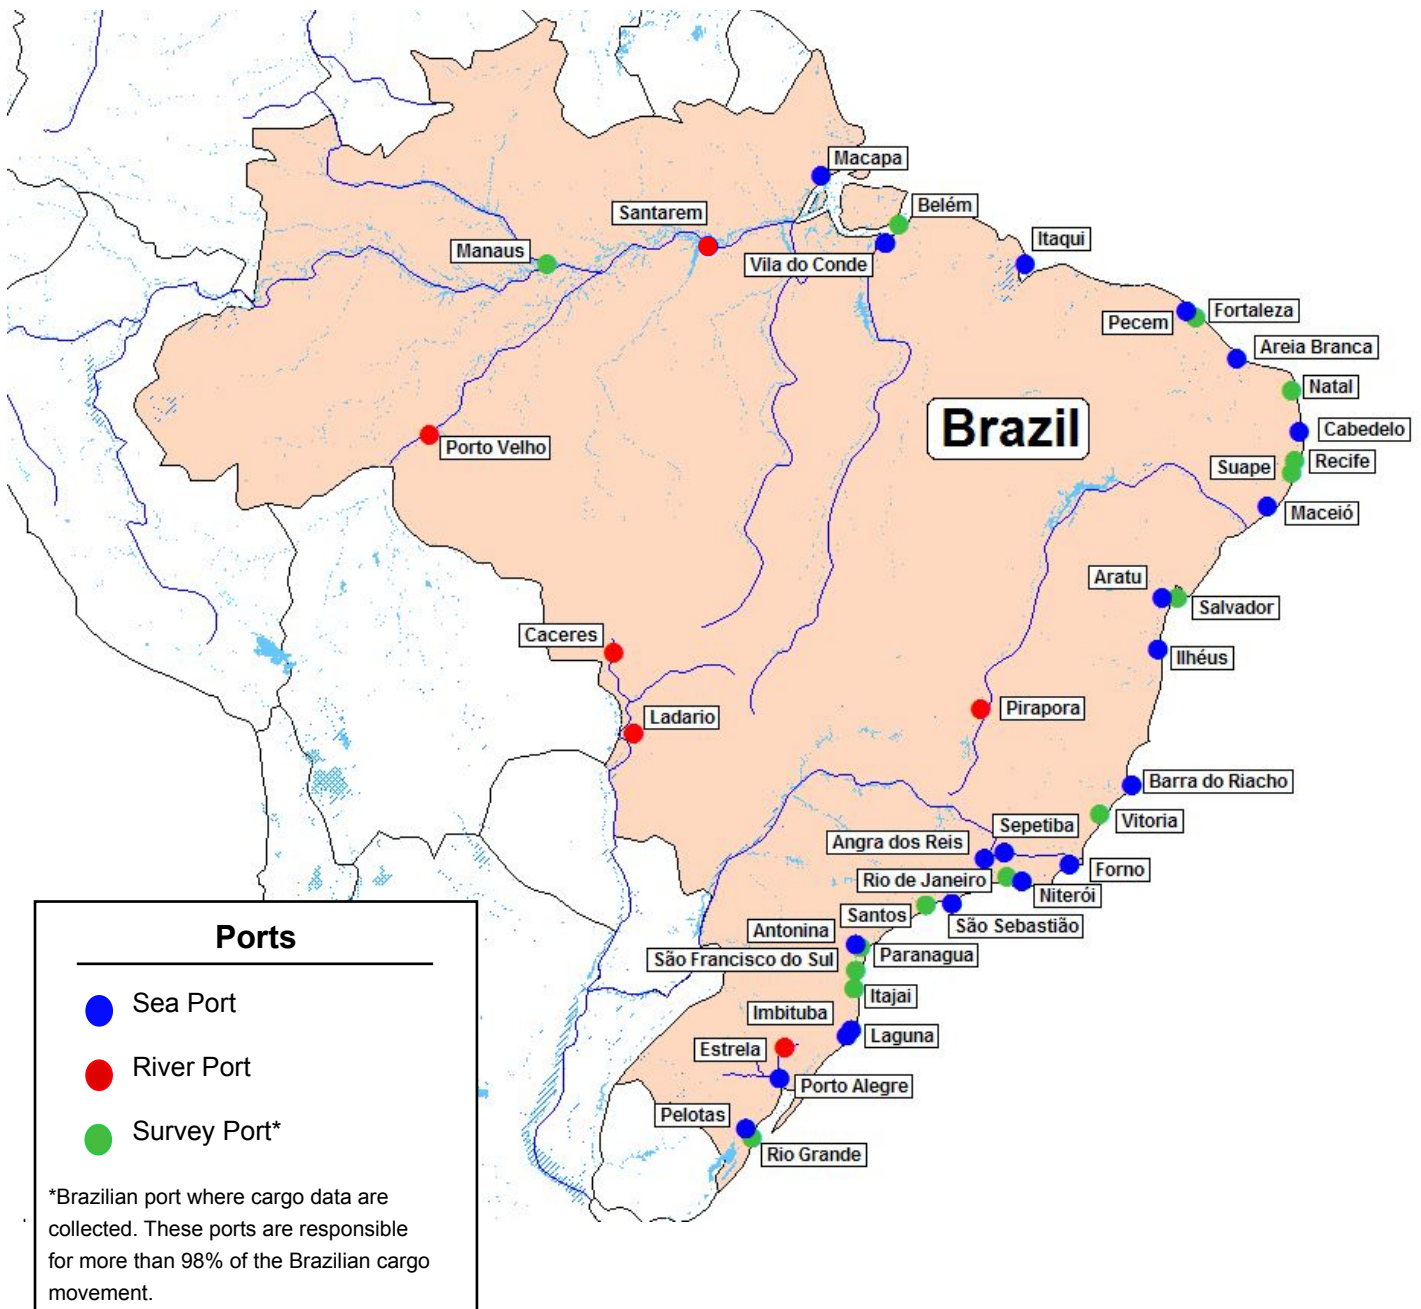 Macapa
Belém
Santarem
Itaqui
Manaus
Vila do Conde
Fortaleza
Pecem
Areia Branca
Natal
Brazil
Cabedelo
Porto Velho
Recife
Suape
Maceió
Aratu
Salvador
Caceres
Ilhéus
Ladario
Pirapora
Barra do Riacho
Sepetiba
Vitoria
Angra dos Reis
Forno
Rio de Janeiro
Niterói
Santos
São Sebastião
Antonina
São Francisco do Sul
Paranagua
Itajai
Imbituba
Laguna
Estrela
Porto Alegre
Pelotas
Rio Grande
Ports
Sea Port
River Port
Survey Port*
*Brazilian port where cargo data are
collected. These ports are responsible
for more than 98% of the Brazilian cargo
movement.